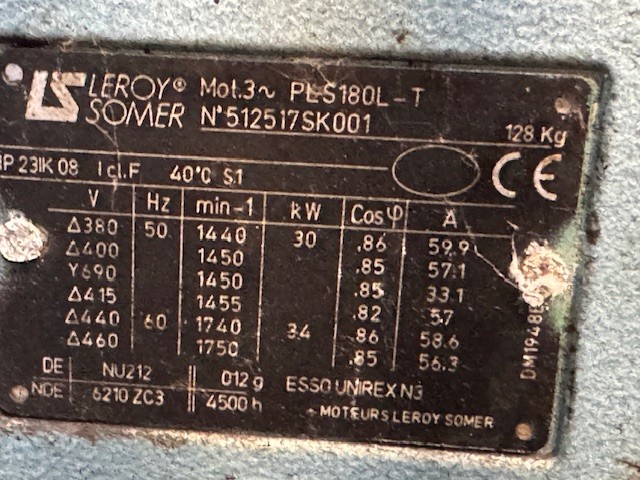 LS LEROY® Mot.3~ PLS180L-T
SOMER N°512517SK001 128 Kg
IP 23IK 08 I cl.F 40°C S1 CE
V Hz min-1 kW Cos φ A
Δ380 50 1440 30 .86 59.9
Δ400 1450 .85 57.1
Y690 1450 .85 33.1
Δ415 1455 .82 57
Δ440 60 1740 34 .86 58.6
Δ460 1750 .85 56.3
DE NU212 012 g ESSO UNIREX N3
NDE 6210 ZC3 4500 h - MOTEURS LEROY SOMER